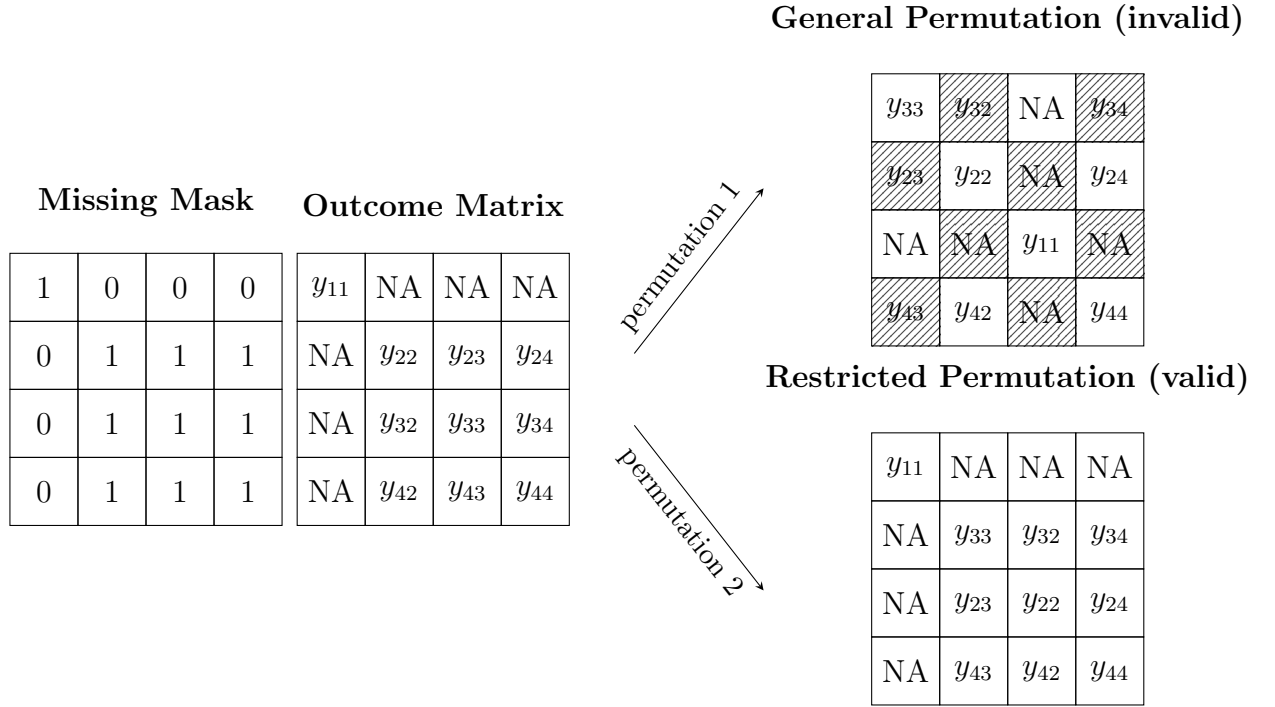 General Permutation (invalid)
y33 y32 NA y34
y23 y22 NA y24
NA NA y11 NA
y43 y42 NA y44
Missing Mask
1 0 0 0
0 1 1 1
0 1 1 1
0 1 1 1
Outcome Matrix
y11 NA NA NA
NA y22 y23 y24
NA y32 y33 y34
NA y42 y43 y44
permutation 1
permutation 2
Restricted Permutation (valid)
y11 NA NA NA
NA y33 y32 y34
NA y23 y22 y24
NA y43 y42 y44